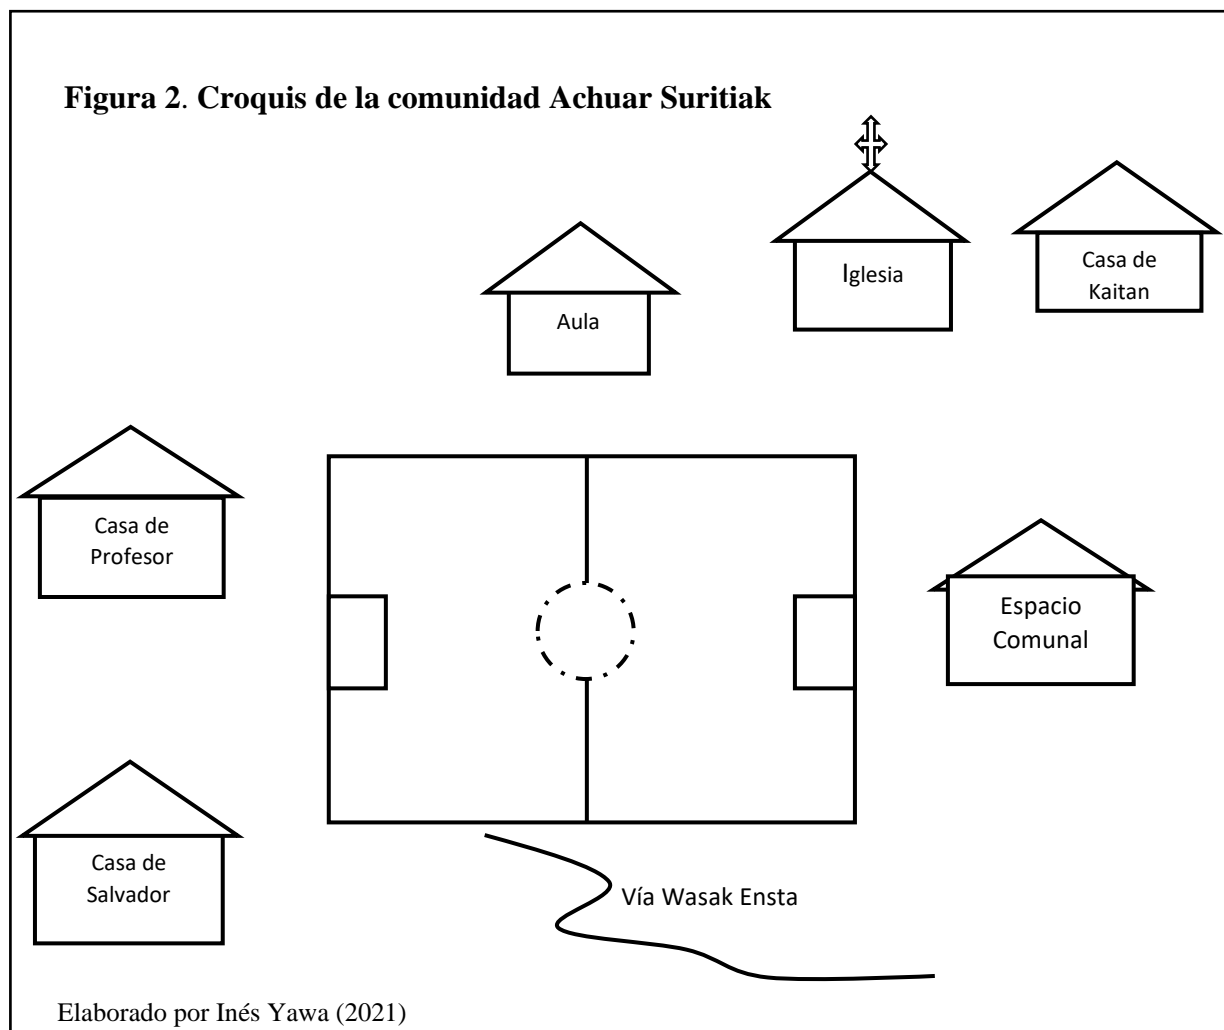 Figura 2. Croquis de la comunidad Achuar Suritiak
Iglesia
Casa de
Kaitan
Aula
Casa de
Profesor
Espacio
Comunal
Casa de
Salvador
Vía Wasak Ensta
Elaborado por Inés Yawa (2021)